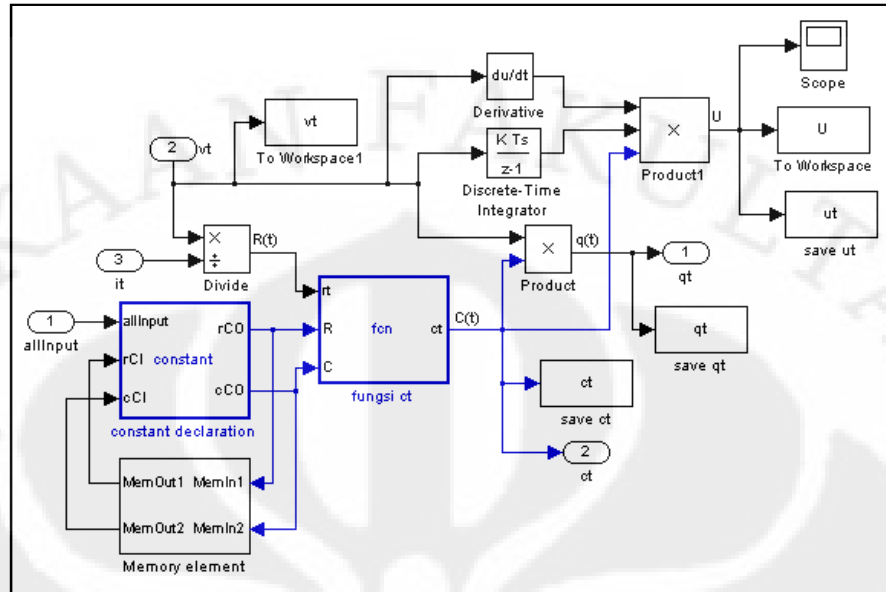 AAN FAKULTA
du/dt
Derivative
Scope
vt
To Workspace1
2
vt
K Ts
z-1
Discrete-Time
Integrator
×
Product1
U
U
To Workspace
ut
save ut
×
÷
Divide
R(t)
3
it
×
Product
q(t)
1
qt
qt
save qt
1
allInput
allInput
rCI
cCI
constant
rCO
cCO
constant declaration
rt
R
C
fcn
ct
fungsi ct
C(t)
ct
save ct
2
ct
MemOut1 MemIn1
MemOut2 MemIn2
Memory element